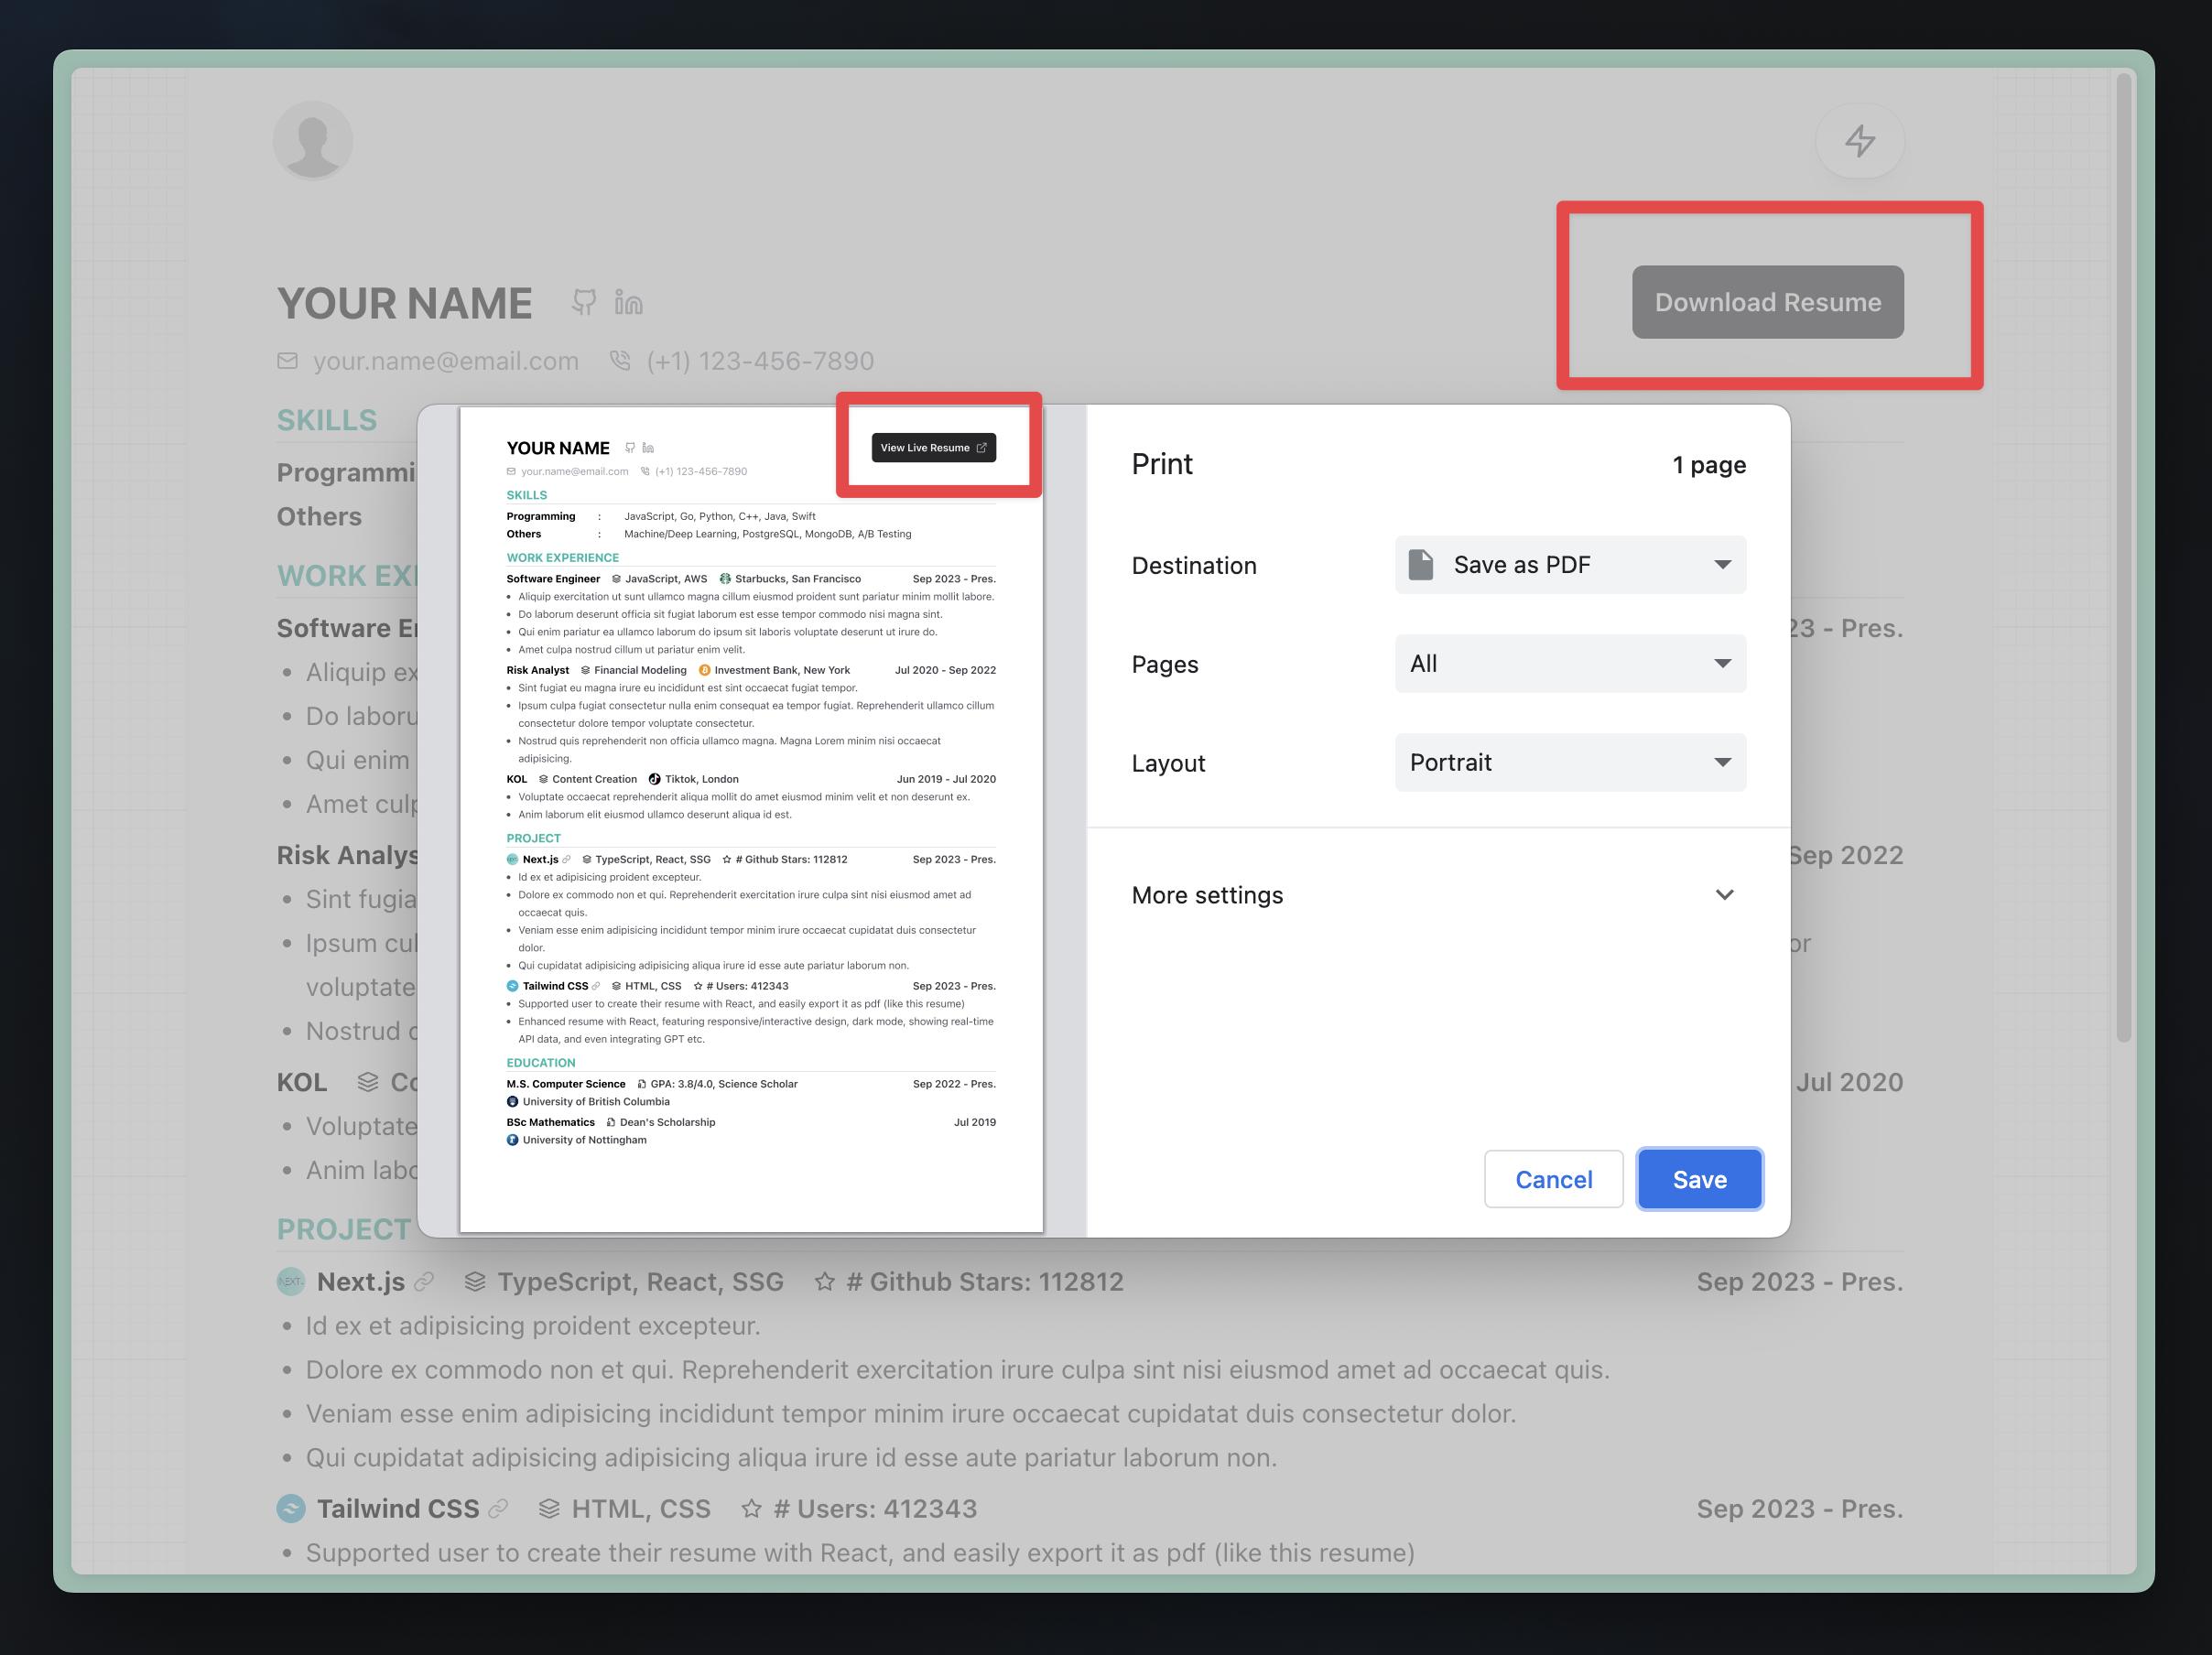 YOUR NAME
Download Resume
your.name@email.com (+1) 123-456-7890
SKILLS
Programmi
Others
WORK EX
Software E
23 - Pres.
Aliquip ex
Do laboru
Qui enim
Amet culp
Risk Analys
Sep 2022
Sint fugia
Ipsum cul
or
voluptate
Nostrud
KOL Co
Jul 2020
Voluptate
Anim labo
PROJECT
Next.js TypeScript, React, SSG # Github Stars: 112812 Sep 2023 - Pres.
Id ex et adipisicing proident excepteur.
Dolore ex commodo non et qui. Reprehenderit exercitation irure culpa sint nisi eiusmod amet ad occaecat quis.
Veniam esse enim adipisicing incididunt tempor minim irure occaecat cupidatat duis consectetur dolor.
Qui cupidatat adipisicing adipisicing aliqua irure id esse aute pariatur laborum non.
Tailwind CSS HTML, CSS # Users: 412343 Sep 2023 - Pres.
Supported user to create their resume with React, and easily export it as pdf (like this resume)
YOUR NAME
View Live Resume
your.name@email.com (+1) 123-456-7890
SKILLS
Programming : JavaScript, Go, Python, C++, Java, Swift
Others : Machine/Deep Learning, PostgreSQL, MongoDB, A/B Testing
WORK EXPERIENCE
Software Engineer JavaScript, AWS Starbucks, San Francisco Sep 2023 - Pres.
Aliquip exercitation ut sunt ullamco magna cillum eiusmod proident sunt pariatur minim mollit labore.
Do laborum deserunt officia sit fugiat laborum est esse tempor commodo nisi magna sint.
Qui enim pariatur ea ullamco laborum do ipsum sit laboris voluptate deserunt ut irure do.
Amet culpa nostrud cillum ut pariatur enim velit.
Risk Analyst Financial Modeling Investment Bank, New York Jul 2020 - Sep 2022
Sint fugiat eu magna irure eu incididunt est sint occaecat fugiat tempor.
Ipsum culpa fugiat consectetur nulla enim consequat ea tempor fugiat. Reprehenderit ullamco cillum
consectetur dolore tempor voluptate consectetur.
Nostrud quis reprehenderit non officia ullamco magna. Magna Lorem minim nisi occaecat
adipisicing.
KOL Content Creation Tiktok, London Jun 2019 - Jul 2020
Voluptate occaecat reprehenderit aliqua mollit do amet eiusmod minim velit et non deserunt ex.
Anim laborum elit eiusmod ullamco deserunt aliqua id est.
PROJECT
Next.js TypeScript, React, SSG # Github Stars: 112812 Sep 2023 - Pres.
Id ex et adipisicing proident excepteur.
Dolore ex commodo non et qui. Reprehenderit exercitation irure culpa sint nisi eiusmod amet ad
occaecat quis.
Veniam esse enim adipisicing incididunt tempor minim irure occaecat cupidatat duis consectetur
dolor.
Qui cupidatat adipisicing adipisicing aliqua irure id esse aute pariatur laborum non.
Tailwind CSS HTML, CSS # Users: 412343 Sep 2023 - Pres.
Supported user to create their resume with React, and easily export it as pdf (like this resume)
Enhanced resume with React, featuring responsive/interactive design, dark mode, showing real-time
API data, and even integrating GPT etc.
EDUCATION
M.S. Computer Science GPA: 3.8/4.0, Science Scholar Sep 2022 - Pres.
University of British Columbia
BSc Mathematics Dean's Scholarship Jul 2019
University of Nottingham
Print 1 page
Destination Save as PDF
Pages All
Layout Portrait
More settings
Cancel Save